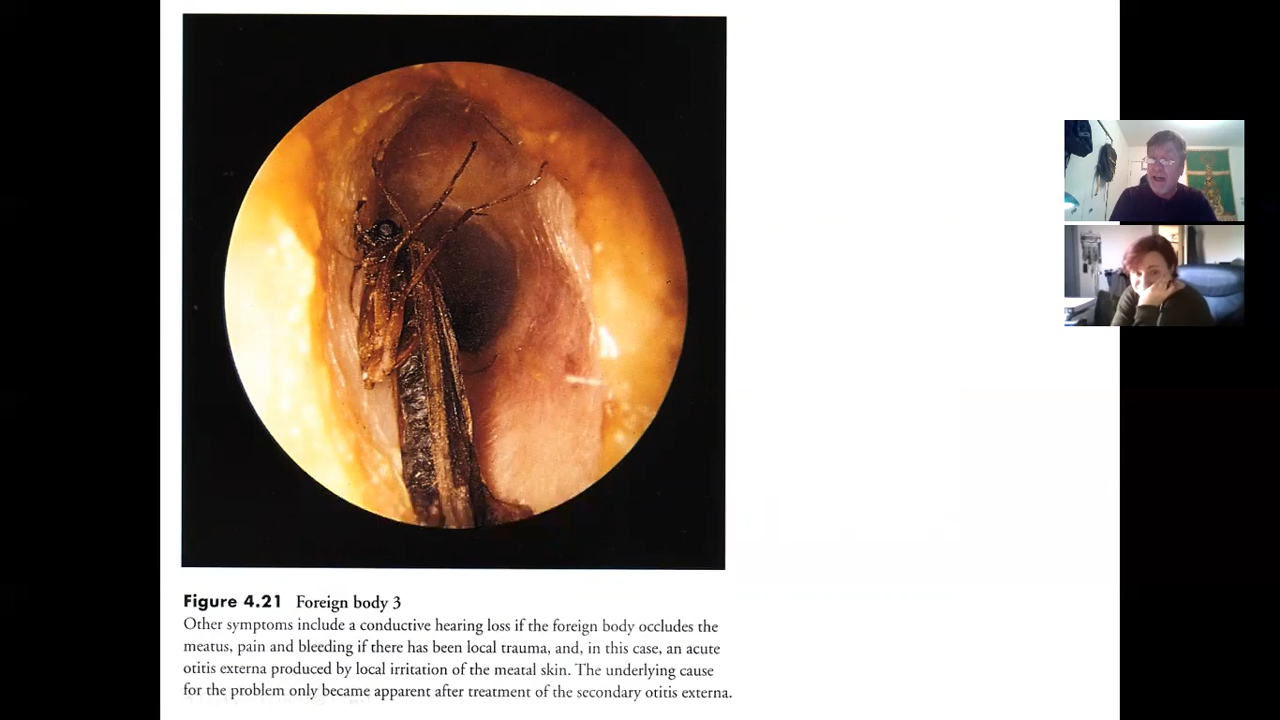 Figure 4.21 Foreign body 3
Other symptoms include a conductive hearing loss if the foreign body occludes the
meatus, pain and bleeding if there has been local trauma, and, in this case, an acute
otitis externa produced by local irritation of the meatal skin. The underlying cause
for the problem only became apparent after treatment of the secondary otitis externa.